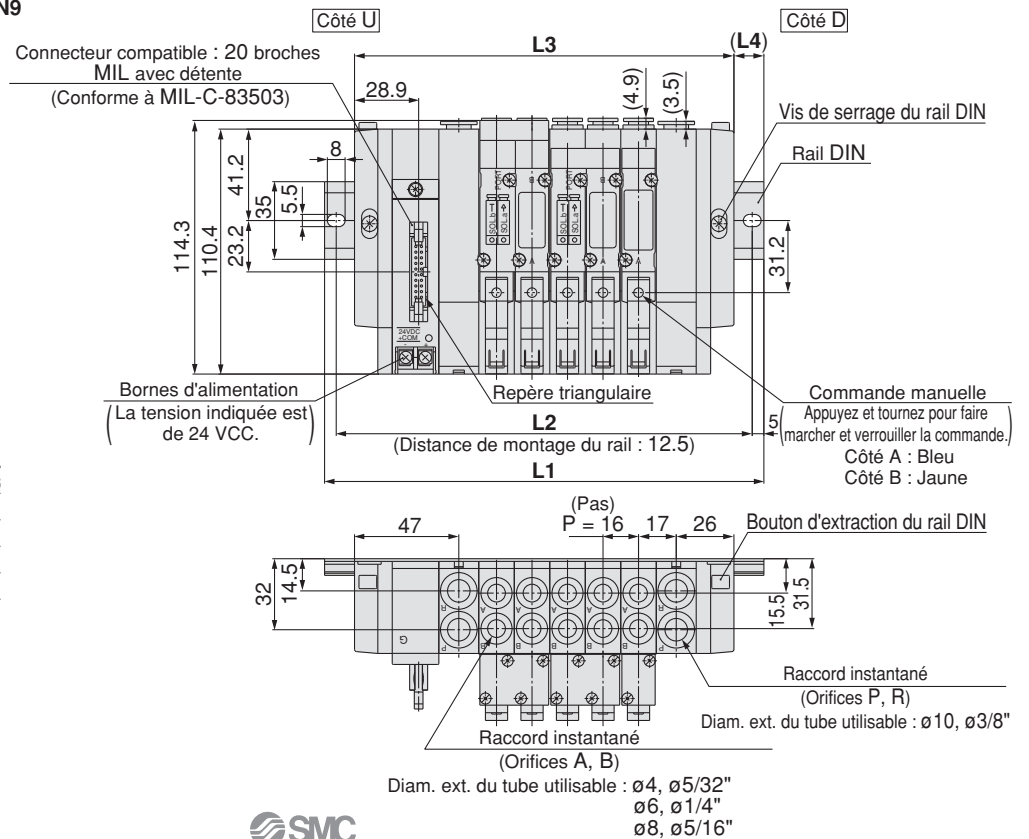 N9
Côté U
Côté D
Connecteur compatible : 20 broches
MIL avec détente
(Conforme à MIL-C-83503)
L3
(L4)
28.9
(4.9)
(3.5)
Vis de serrage du rail DIN
Rail DIN
8
41.2
35
5.5
114.3
110.4
23.2
31.2
PORT
B
PORT
B
SOL.b
SOL.a
SOL.b
SOL.a
A
A
A
24VDC
+COM
- +
Bornes d'alimentation
(La tension indiquée est
de 24 VCC.)
Repère triangulaire
Commande manuelle
(Appuyez et tournez pour faire
marcher et verrouiller la commande.)
Côté A : Bleu
Côté B : Jaune
L2
5
(Distance de montage du rail : 12.5)
L1
(Pas)
P = 16
47
17
26
Bouton d'extraction du rail DIN
32
14.5
15.5
31.5
R
A
A
A
A
A
R
G
P
B
B
B
B
B
P
Raccord instantané
(Orifices P, R)
Diam. ext. du tube utilisable : ø10, ø3/8"
Raccord instantané
(Orifices A, B)
Diam. ext. du tube utilisable : ø4, ø5/32"
ø6, ø1/4"
ø8, ø5/16"
SMC